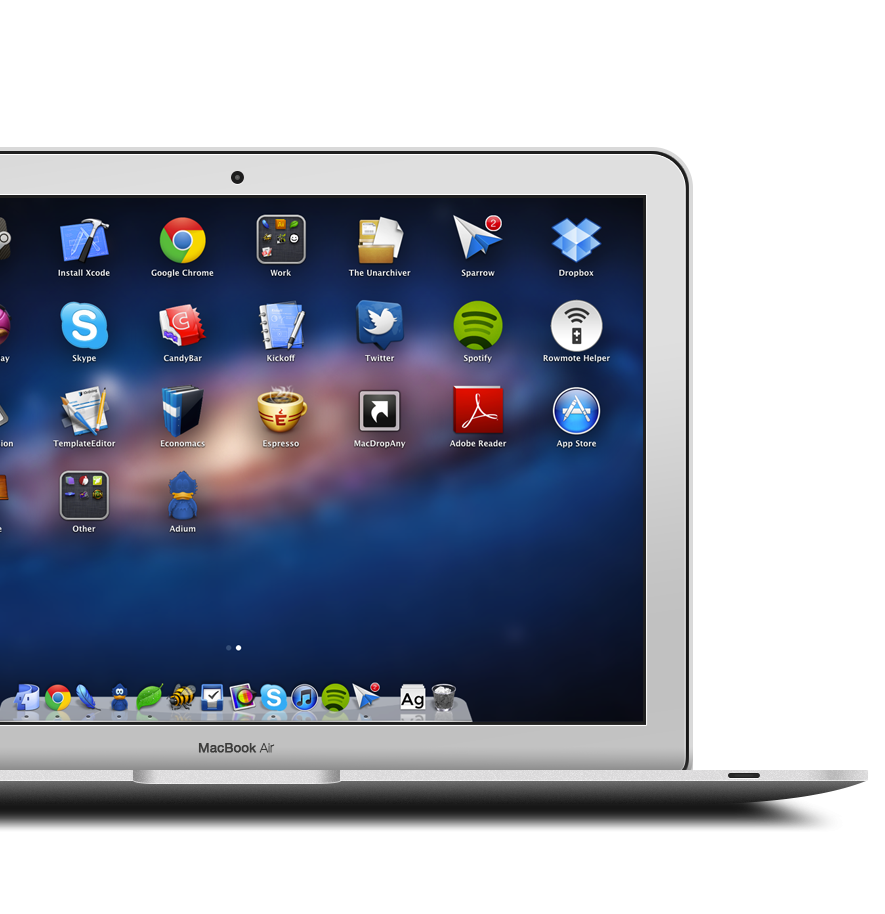 Install Xcode
Google Chrome
Work
The Unarchiver
2
Sparrow
Dropbox
ay
Skype
CandyBar
Kickoff
Twitter
Spotify
Rowmote Helper
ion
TemplateEditor
Economacs
E
Espresso
MacDropAny
Adobe Reader
App Store
e
Other
Adium
Ag
MacBook Air